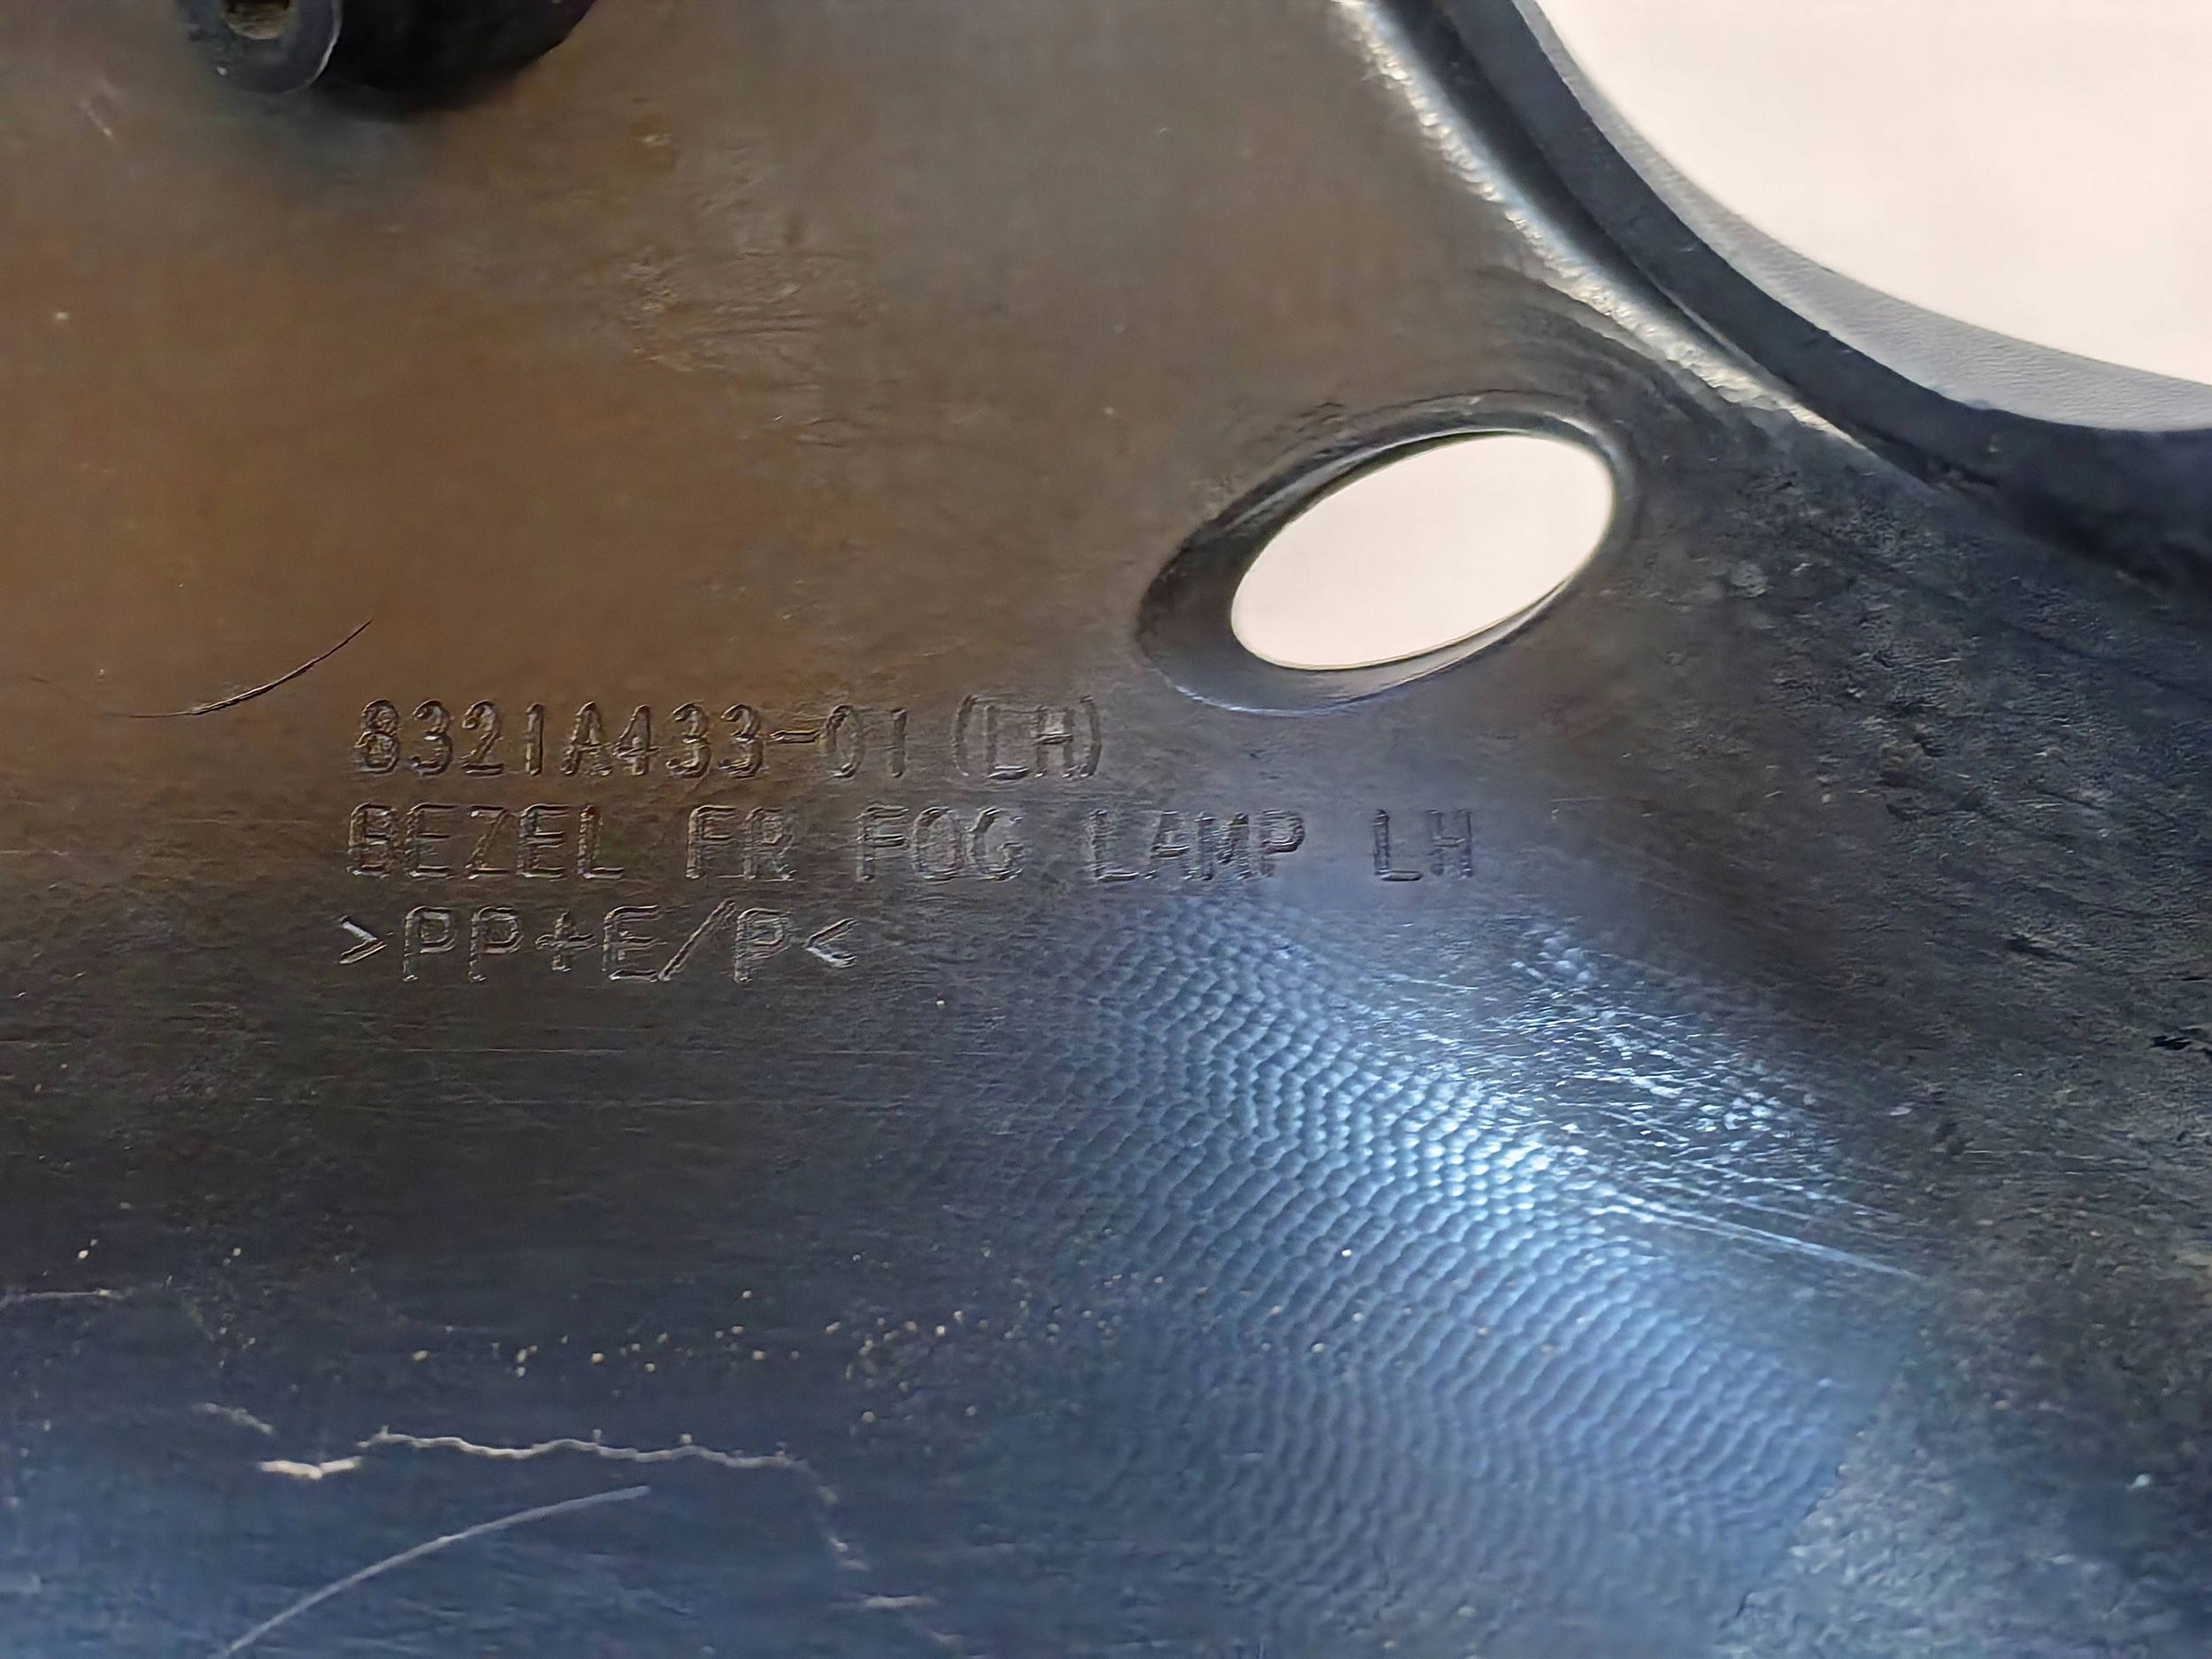 8321A433-01 (LH)
BEZEL FR FOG LAMP LH
>PP+E/P<